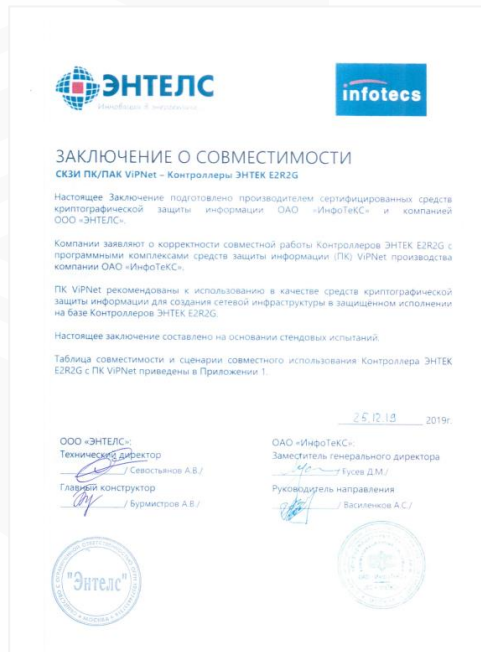 ЭНТЕЛС
infotecs
ЗАКЛЮЧЕНИЕ О СОВМЕСТИМОСТИ
СКЗИ ПК/ПАК ViPNet – Контроллеры ЭНТЕК E2R2G
Настоящее Заключение подготовлено производителем сертифицированных средств
криптографической защиты информации ОАО «ИнфоТеКС» и компанией
ООО «ЭНТЕЛС».
Компании заявляют о корректности совместной работы Контроллеров ЭНТЕК E2R2G с
программными комплексами средств защиты информации (ПК) ViPNet производства
компании ОАО «ИнфоТеКС».
ПК ViPNet рекомендованы к использованию в качестве средств криптографической
защиты информации для создания сетевой инфраструктуры в защищённом исполнении
на базе Контроллеров ЭНТЕК E2R2G.
Настоящее заключение составлено на основании стендовых испытаний.
Таблица совместимости и сценарии совместного использования Контроллера ЭНТЕК
E2R2G с ПК ViPNet приведены в Приложении 1.
25.12.19 2019г.
ООО «ЭНТЕЛС»:
Технический директор
/ Севостьянов А.В./
Главный конструктор
/ Бурмистров А.В./
ОАО «ИнфоТеКС»:
Заместитель генерального директора
/ Гусев Д.М./
Руководитель направления
/ Василенков А.С./
"Энтелс"